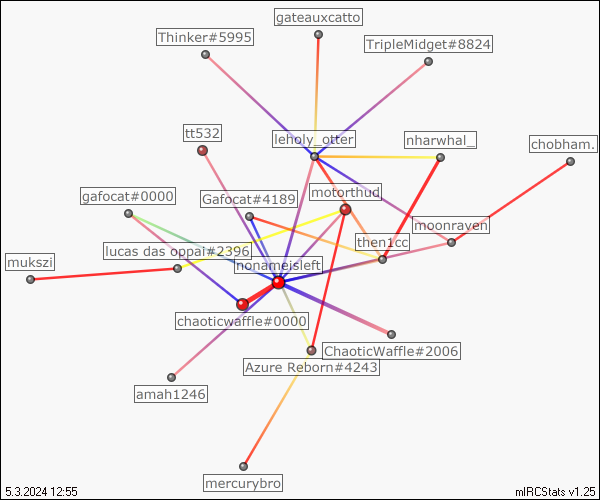 gateauxcatto
Thinker#5995
TripleMidget#8824
tt532
leholy_otter
nharwhal_
chobham.
gafocat#0000
Gafocat#4189
motorthud
moonraven
then1cc
lucas das oppai#2396
mukszi
nonameisleft
chaoticwaffle#0000
ChaoticWaffle#2006
Azure Reborn#4243
amah1246
mercurybro
5.3.2024 12:55
mIRCStats v1.25